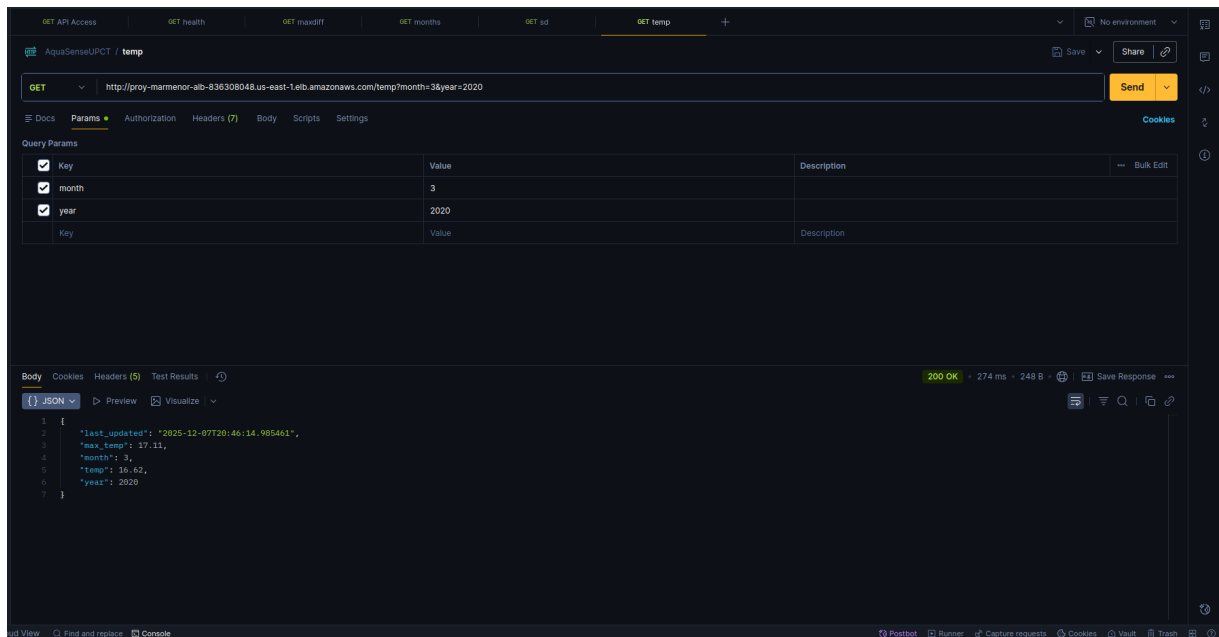 GET API Access GET health GET maxdiff GET months GET sd GET temp + No environment
AquaSenseUPCT / temp Save Share
GET http://proy-marmenor-alb-836308048.us-east-1.elb.amazonaws.com/temp?month=3&year=2020 Send
Docs Params Authorization Headers (7) Body Scripts Settings Cookies
Query Params
Key Value Description Bulk Edit
month 3
year 2020
Key Value Description
Body Cookies Headers (5) Test Results 200 OK 274 ms 248 B Save Response
{} JSON Preview Visualize
1 {
2 "last_updated": "2025-12-07T20:46:14.985461",
3 "max_temp": 17.11,
4 "month": 3,
5 "temp": 16.62,
6 "year": 2020
7 }
View Find and replace Console Postbot Runner Capture requests Cookies Vault Trash